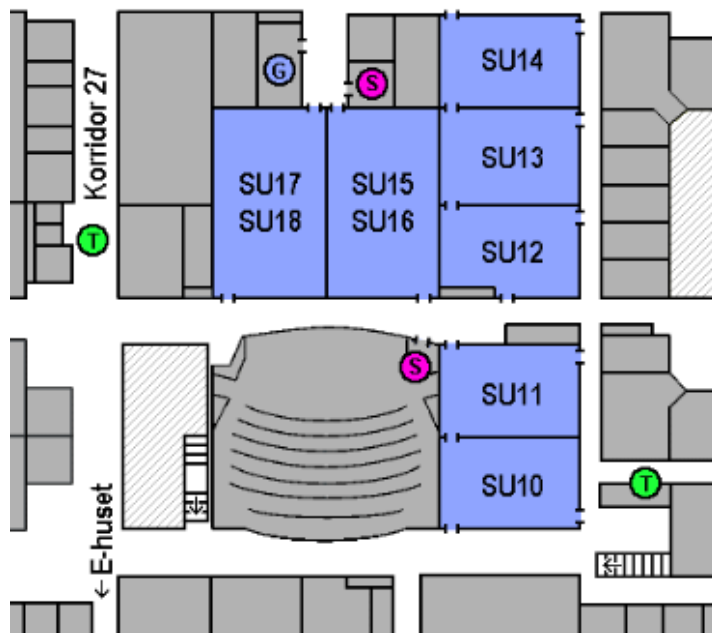 Korridor 27
T
G
S
SU14
SU13
SU12
SU17
SU18
SU15
SU16
S
SU11
SU10
T
← E-huset